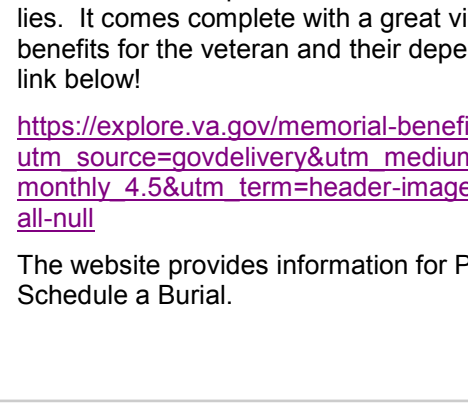 lies.  It comes complete with a great vi
benefits for the veteran and their depe
link below!
https://explore.va.gov/memorial-benefi
utm_source=govdelivery&utm_medium
monthly_4.5&utm_term=header-image
all-null
The website provides information for P
Schedule a Burial.